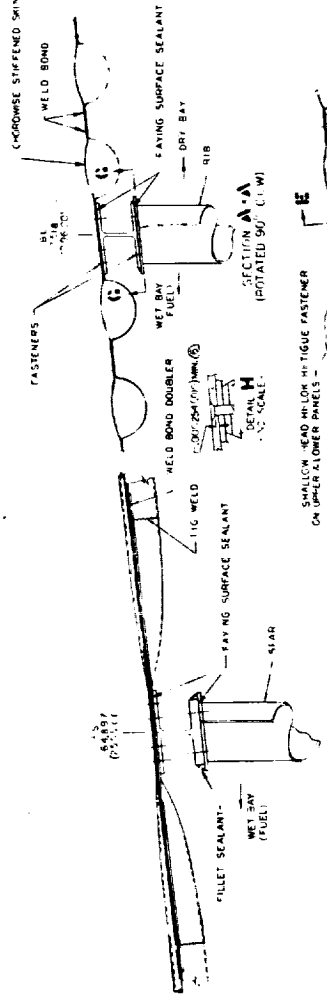 CHORDWISE STIFFENED SKIN
WELD BOND
FAYING SURFACE SEALANT
DRY BAY
RIB
FASTENERS
BL
WET BAY
(FUEL)
SECTION A-A
(ROTATED 90° CCW)
E
G
G
WELD BOND DOUBLER
TIG WELD
MIN.
DETAIL H
NO SCALE
FAYING SURFACE SEALANT
SPAR
FILLET SEALANT
WET BAY
(FUEL)
SHALLOW HEAD HI-LOK HI-TIGUE FASTENER
ON UPPER & LOWER PANELS